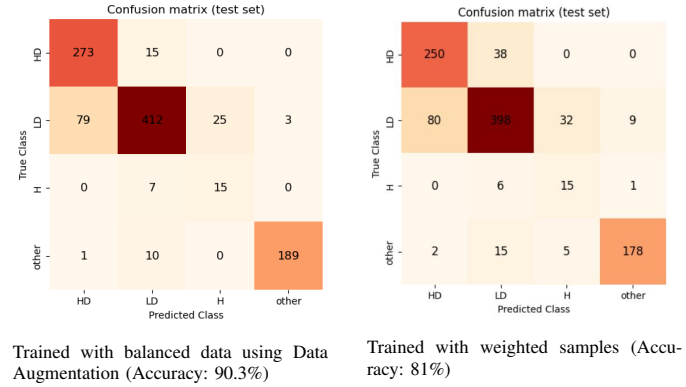 Confusion matrix (test set)
HD 273 15 0 0
LD 79 412 25 3
H 0 7 15 0
other 1 10 0 189
True Class
HD LD H other
Predicted Class
Trained with balanced data using Data
Augmentation (Accuracy: 90.3%)
Confusion matrix (test set)
HD 250 38 0 0
LD 80 398 32 9
H 0 6 15 1
other 2 15 5 178
True Class
HD LD H other
Predicted Class
Trained with weighted samples (Accu-
racy: 81%)